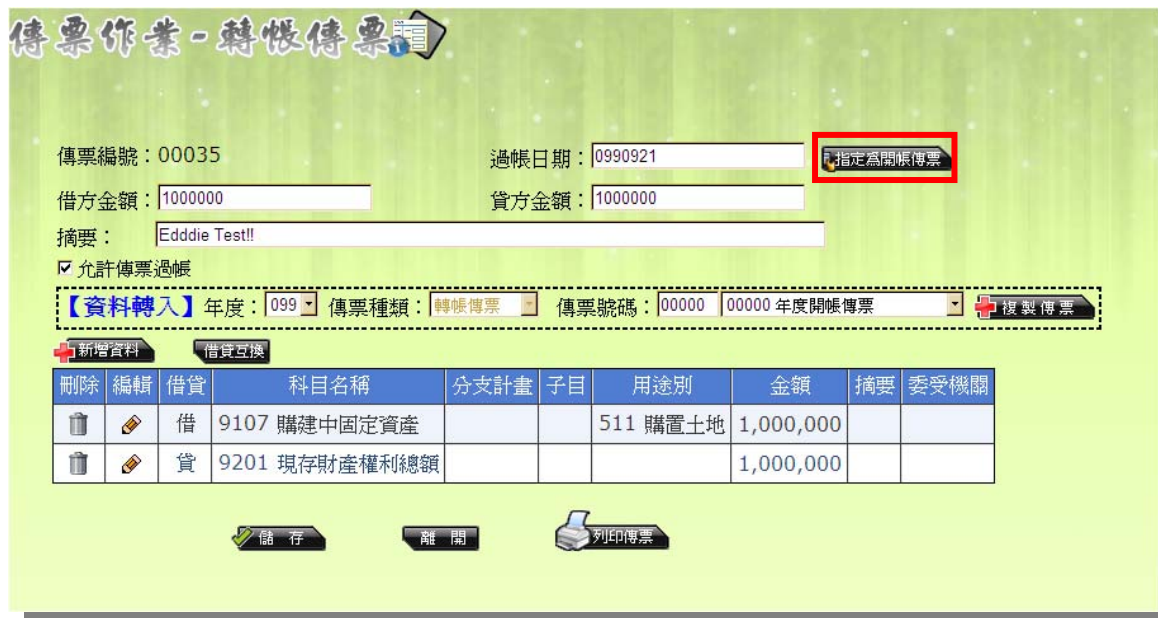 傳票作業-轉帳傳票
傳票編號：00035 過帳日期：0990921 指定為開帳傳票
借方金額：1000000 貸方金額：1000000
摘要： Edddie Test!!
允許傳票過帳
【資料轉入】年度：099 傳票種類：轉帳傳票 傳票號碼：00000 00000 年度開帳傳票 複製傳票
新增資料 借貸互換
刪除 編輯 借貸 科目名稱 分支計畫 子目 用途別 金額 摘要 委受機關
借 9107 購建中固定資產 511 購置土地 1,000,000
貸 9201 現存財產權利總額 1,000,000
儲存 離開 列印傳票